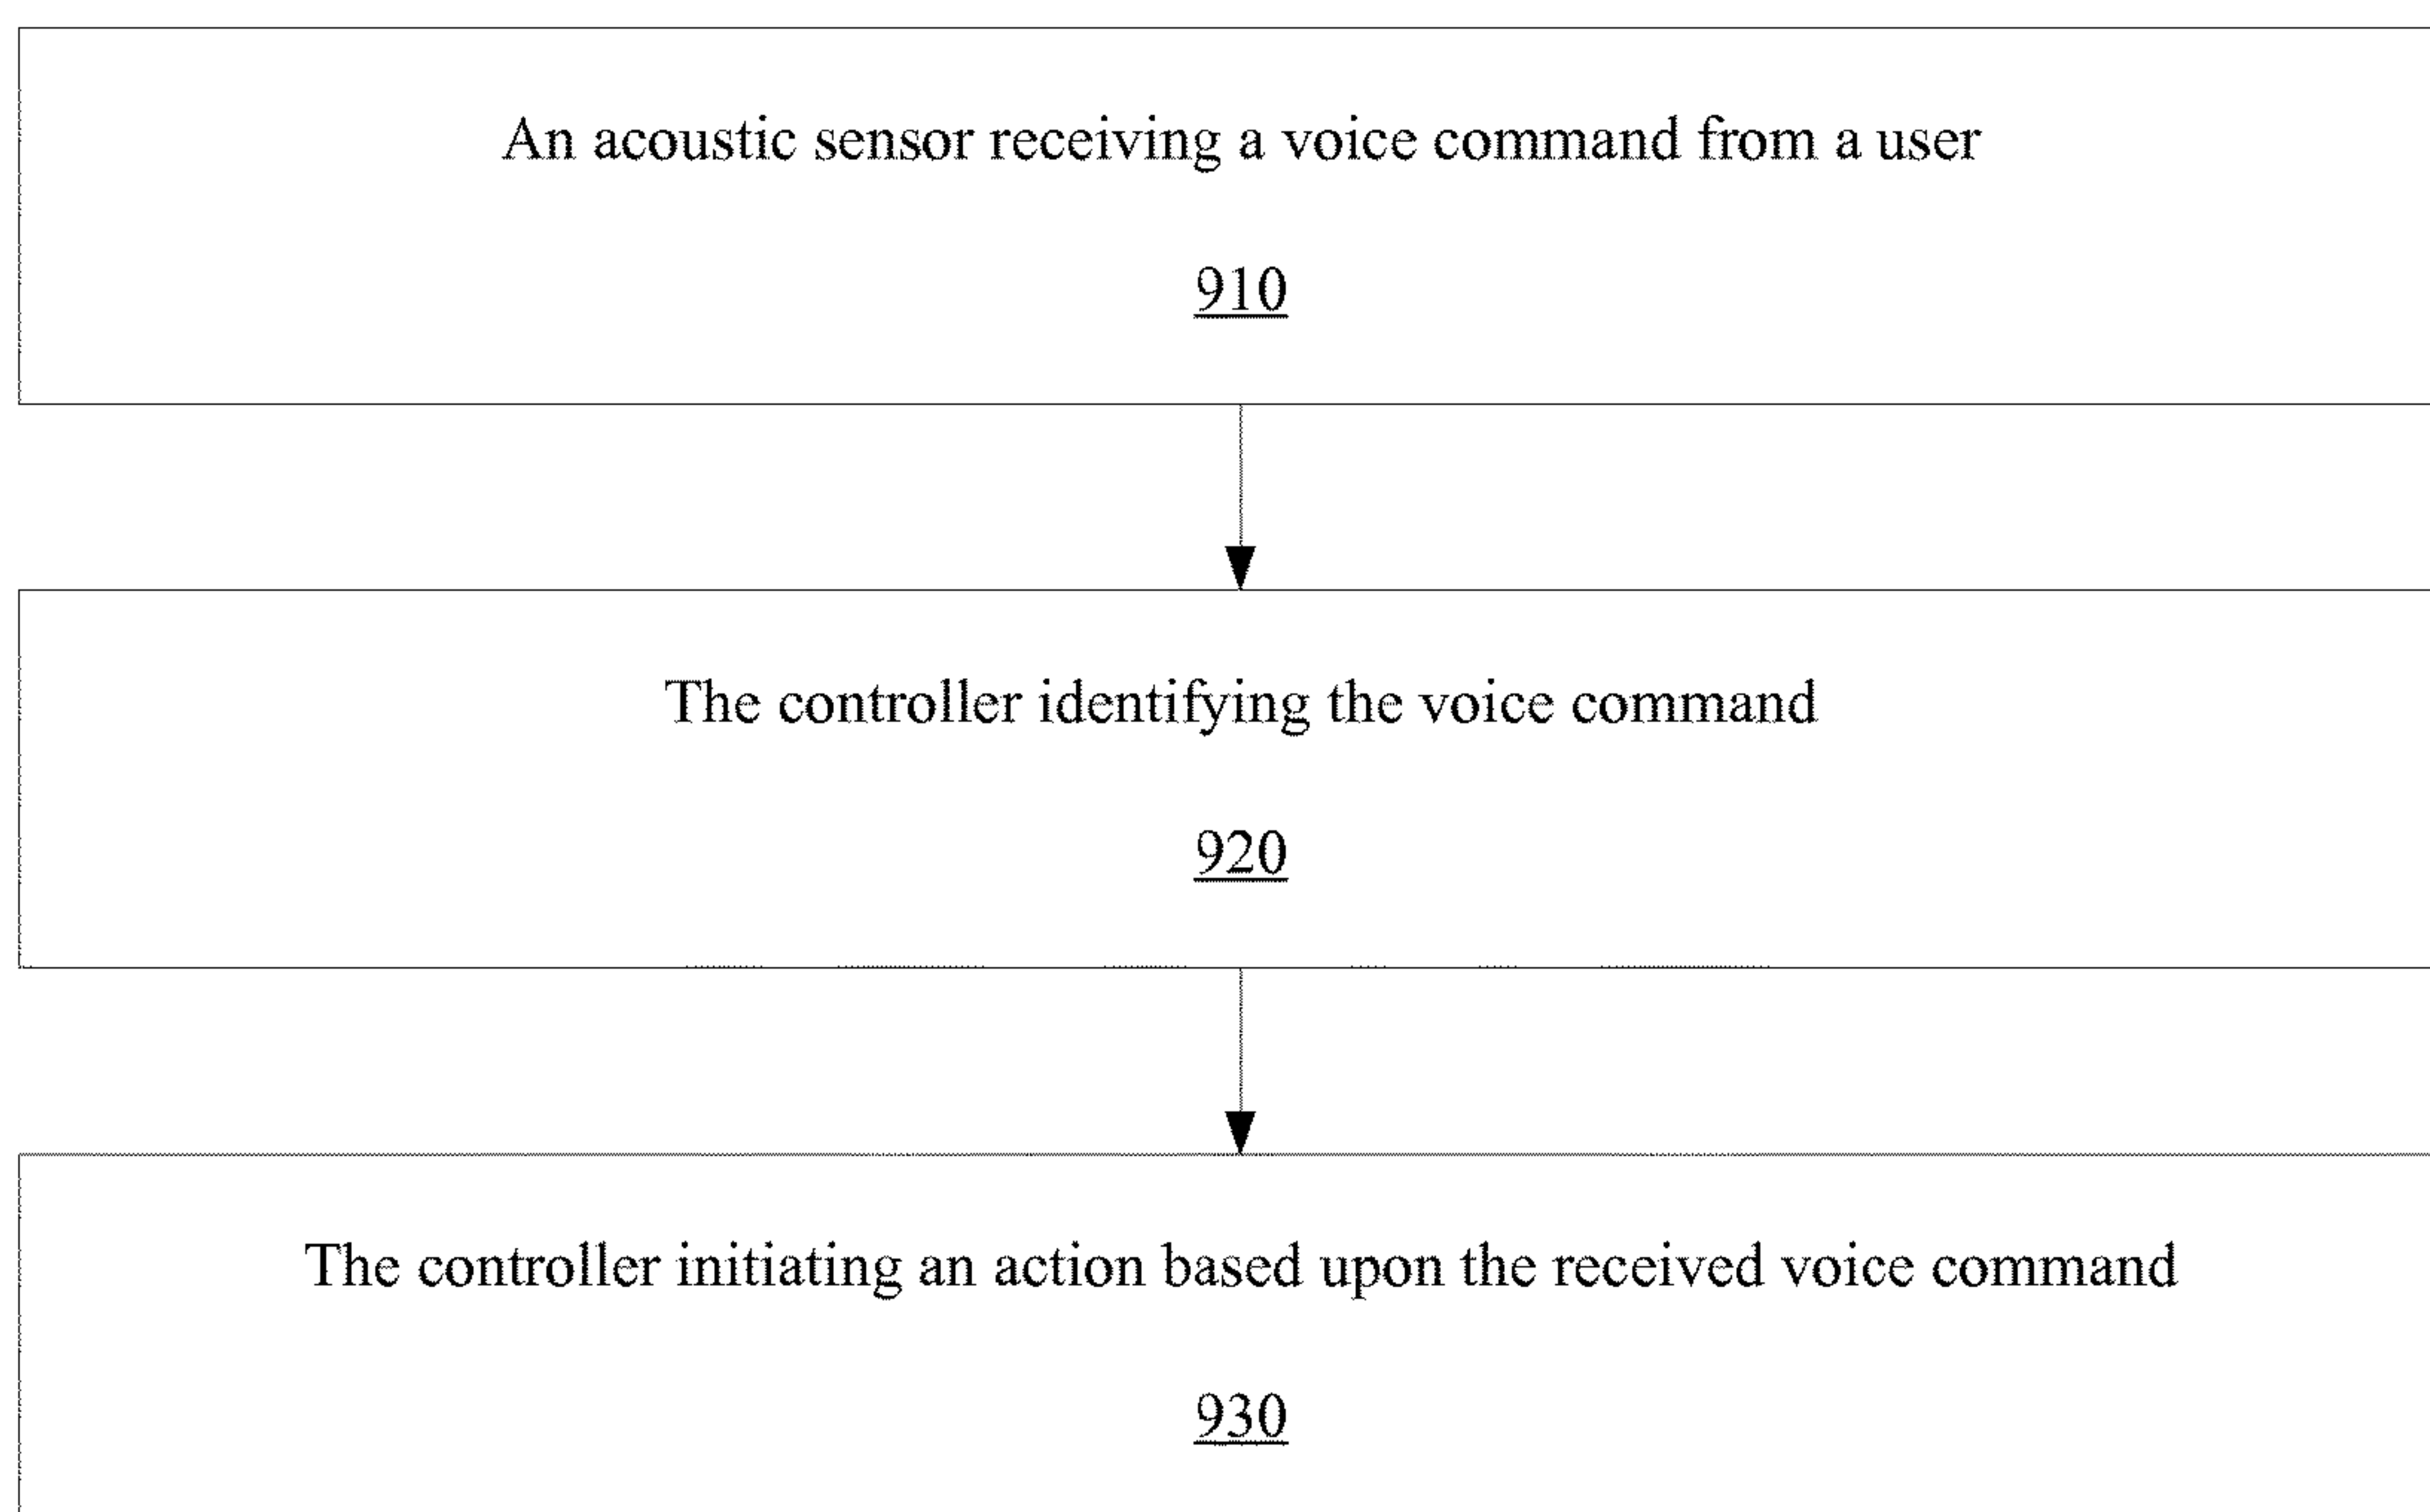 An acoustic sensor receiving a voice command from a user
910
The controller identifying the voice command
920
The controller initiating an action based upon the received voice command
930